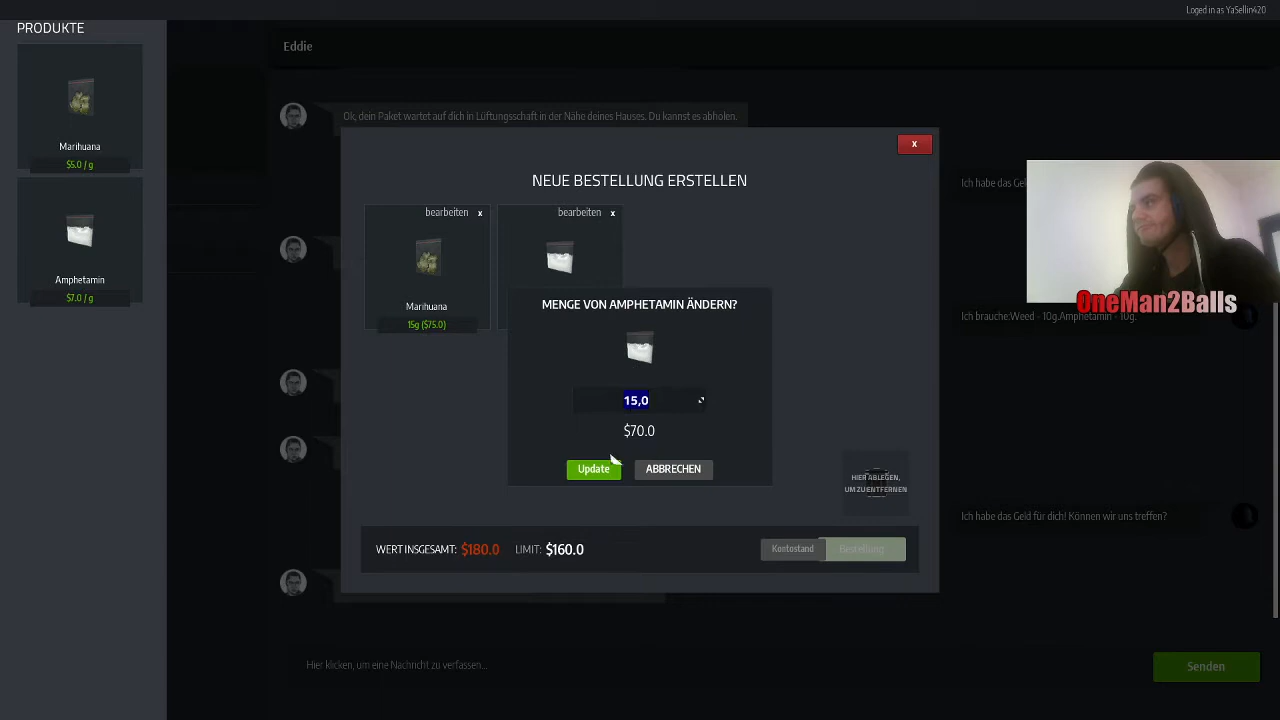 Loged in as YaSellin420
PRODUKTE
Marihuana
$5.0 / g
Amphetamin
$7.0 / g
Eddie
Ok, dein Paket wartet auf dich in Lüftungsschaft in der Nähe deines Hauses. Du kannst es abholen.
Ich habe das Gel
OneMan2Balls
Ich brauche:Weed - 10g.Amphetamin - 10g.
Ich habe das Geld für dich! Können wir uns treffen?
x
NEUE BESTELLUNG ERSTELLEN
bearbeiten x
Marihuana
15g ($75.0)
bearbeiten x
MENGE VON AMPHETAMIN ÄNDERN?
15,0
$70.0
Update
ABBRECHEN
HIER ABLEGEN,
UM ZU ENTFERNEN
WERT INSGESAMT: $180.0 LIMIT: $160.0
Kontostand
Bestellung
Hier klicken, um eine Nachricht zu verfassen...
Senden